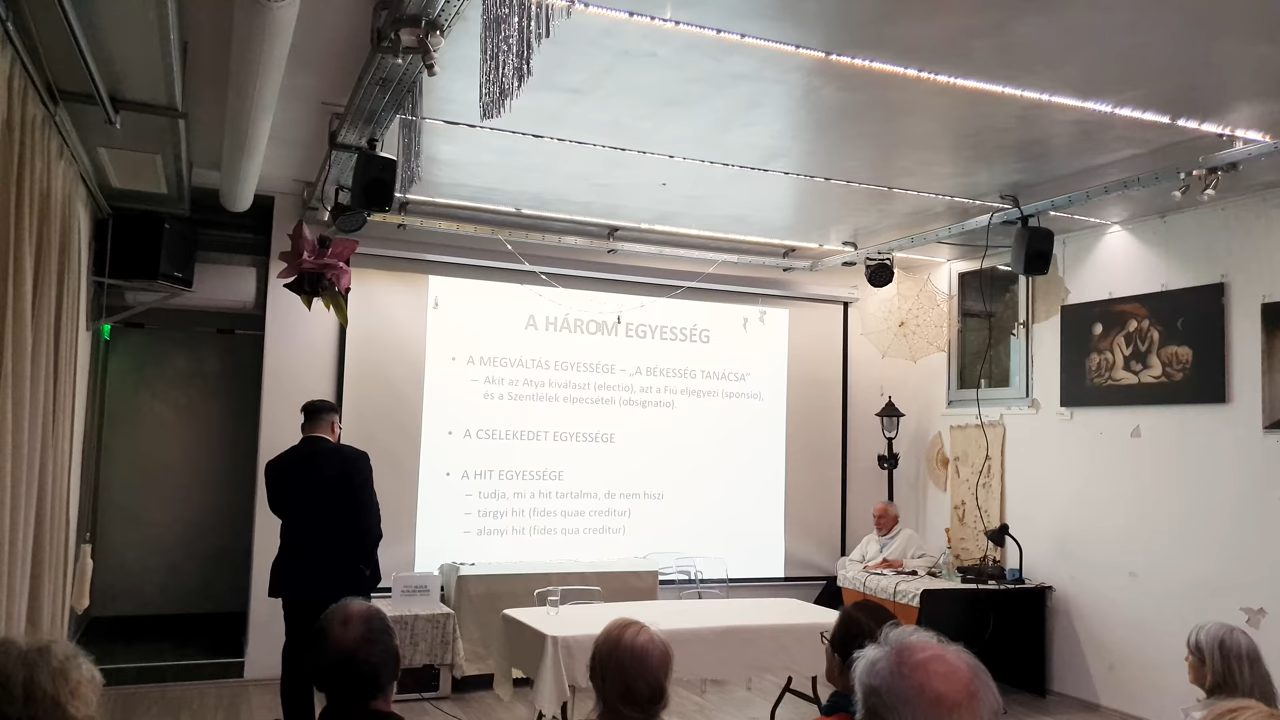 A HÁROM EGYESSÉG
• A MEGVÁLTÁS EGYESSÉGE – „A BÉKESSÉG TANÁCSA"
– Akit az Atya kiválaszt (electio), azt a Fiú eljegyezi (sponsio),
és a Szentlélek elpecsételi (obsignatio).
• A CSELEKEDET EGYESSÉGE
• A HIT EGYESSÉGE
– tudja, mi a hit tartalma, de nem hiszi
– tárgyi hit (fides quae creditur)
– alanyi hit (fides qua creditur)